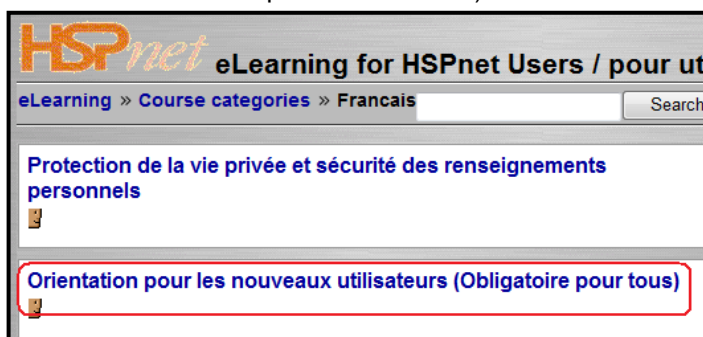 HSPnet eLearning for HSPnet Users / pour ut
eLearning » Course categories » Francais Search
Protection de la vie privée et sécurité des renseignements
personnels
Orientation pour les nouveaux utilisateurs (Obligatoire pour tous)